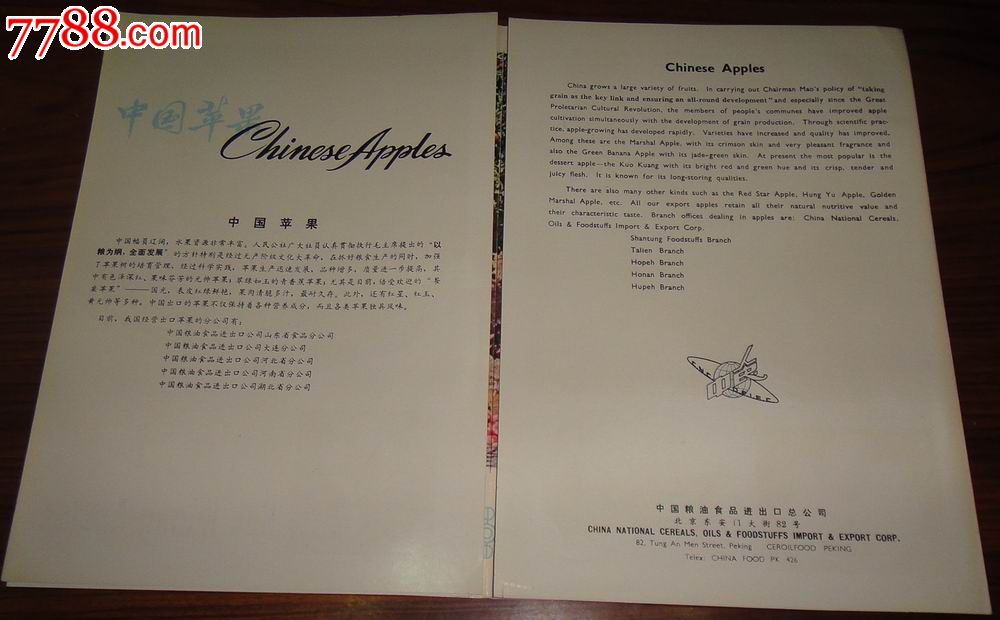 7788.com
中国苹果
Chinese Apples
中 国 苹 果
中国幅员辽阔，水果资源非常丰富。人民公社广大社员认真贯彻执行毛主席提出的“以
粮为纲，全面发展”的方针特别是经过无产阶级文化大革命，在抓好粮食生产的同时，加强
了苹果树的培育管理，经过科学实践，苹果生产迅速发展，品种增多，质量进一步提高，其
中有色泽深红、果味芬芳的元帅苹果；翠绿如玉的青香蕉苹果；尤其是目前，倍受欢迎的“餐
宴苹果”——国光，表皮红绿鲜艳，果肉清脆多汁，最耐久存。此外，还有红星、红玉、
黄元帅等多种。中国出口的苹果不仅保持着各种营养成分，而且各类苹果独具风味。
目前，我国经营出口苹果的分公司有：
中国粮油食品进出口公司山东省食品分公司
中国粮油食品进出口公司大连分公司
中国粮油食品进出口公司河北省分公司
中国粮油食品进出口公司河南省分公司
中国粮油食品进出口公司湖北省分公司
Chinese Apples
China grows a large variety of fruits. In carrying out Chairman Mao's policy of "taking
grain as the key link and ensuring an all-round development" and especially since the Great
Proletarian Cultural Revolution, the members of people's communes have improved apple
cultivation simultaneously with the development of grain production. Through scientific prac-
tice, apple-growing has developed rapidly. Varieties have increased and quality has improved.
Among these are the Marshal Apple, with its crimson skin and very pleasant fragrance and
also the Green Banana Apple with its jade-green skin. At present the most popular is the
dessert apple—the Kuo Kuang with its bright red and green hue and its crisp, tender and
juicy flesh. It is known for its long-storing qualities.
There are also many other kinds such as the Red Star Apple, Hung Yu Apple, Golden
Marshal Apple, etc. All our export apples retain all their natural nutritive value and
their characteristic taste. Branch offices dealing in apples are: China National Cereals,
Oils & Foodstuffs Import & Export Corp.
Shantung Foodstuffs Branch
Talien Branch
Hopeh Branch
Honan Branch
Hupeh Branch
中国粮油食品进出口总公司
北京东安门大街82号
CHINA NATIONAL CEREALS, OILS & FOODSTUFFS IMPORT & EXPORT CORP.
82, Tung An Men Street, Peking CEROILFOOD PEKING
Telex: CHINA FOOD PK 426